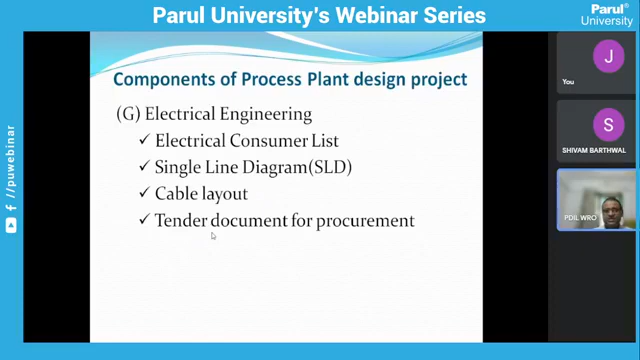 Parul University's Webinar Series
Parul®
University
Components of Process Plant design project
(G) Electrical Engineering
✓ Electrical Consumer List
✓ Single Line Diagram(SLD)
✓ Cable layout
✓ Tender document for procurement
J
You
S
SHIVAM BARTHWAL
PDIL WRO
//puwebinar